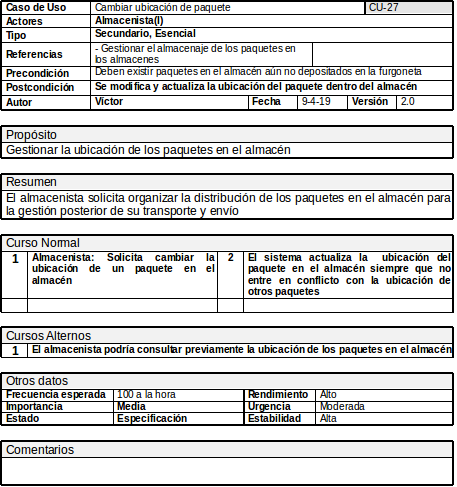 Caso de Uso Cambiar ubicación de paquete CU-27
Actores Almacenista(I)
Tipo Secundario, Esencial
Referencias - Gestionar el almacenaje de los paquetes en
los almacenes
Precondición Deben existir paquetes en el almacén aún no depositados en la furgoneta
Postcondición Se modifica y actualiza la ubicación del paquete dentro del almacén
Autor Víctor Fecha 9-4-19 Versión 2.0
Propósito
Gestionar la ubicación de los paquetes en el almacén
Resumen
El almacenista solicita organizar la distribución de los paquetes en el almacén para
la gestión posterior de su transporte y envío
Curso Normal
1 Almacenista: Solicita cambiar la
ubicación de un paquete en el
almacén
2 El sistema actualiza la ubicación del
paquete en el almacén siempre que no
entre en conflicto con la ubicación de
otros paquetes
Cursos Alternos
1 El almacenista podría consultar previamente la ubicación de los paquetes en el almacén
Otros datos
Frecuencia esperada 100 a la hora Rendimiento Alto
Importancia Media Urgencia Moderada
Estado Especificación Estabilidad Alta
Comentarios